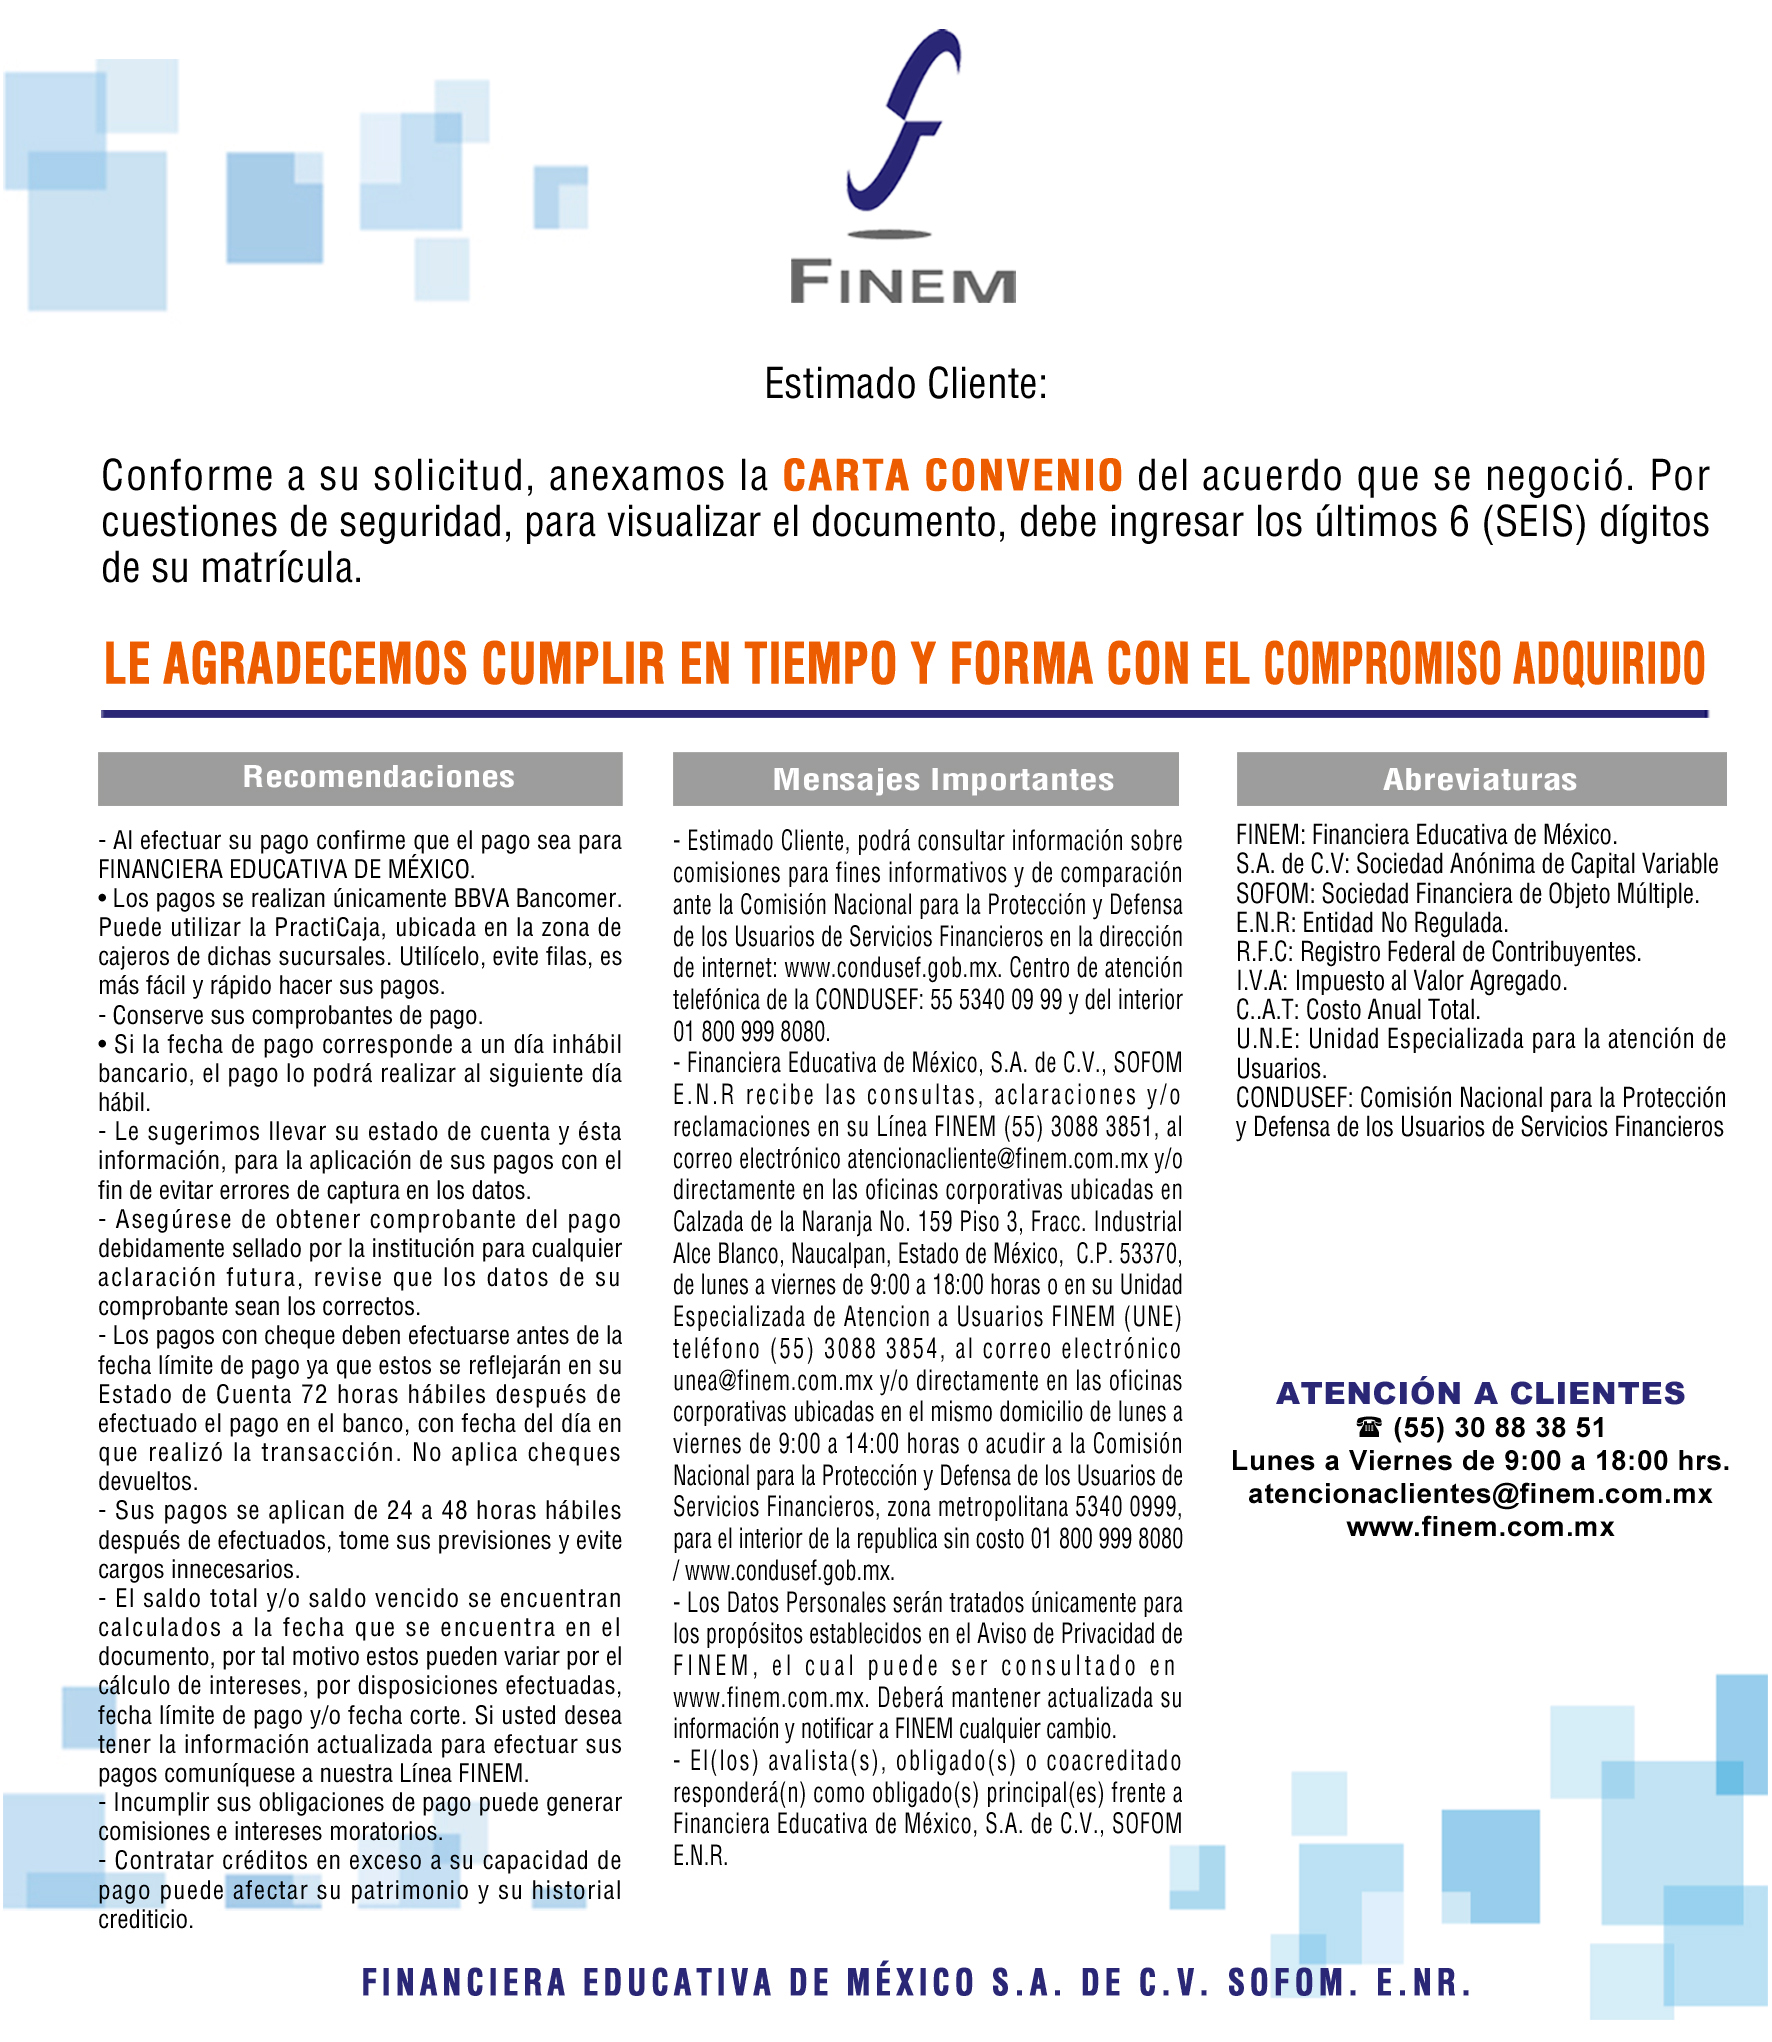 FINEM
Estimado Cliente:
Conforme a su solicitud, anexamos la CARTA CONVENIO del acuerdo que se negoció. Por
cuestiones de seguridad, para visualizar el documento, debe ingresar los últimos 6 (SEIS) dígitos
de su matrícula.
LE AGRADECEMOS CUMPLIR EN TIEMPO Y FORMA CON EL COMPROMISO ADQUIRIDO
Recomendaciones
- Al efectuar su pago confirme que el pago sea para
FINANCIERA EDUCATIVA DE MÉXICO.
• Los pagos se realizan únicamente BBVA Bancomer.
Puede utilizar la PractiCaja, ubicada en la zona de
cajeros de dichas sucursales. Utilícelo, evite filas, es
más fácil y rápido hacer sus pagos.
- Conserve sus comprobantes de pago.
• Si la fecha de pago corresponde a un día inhábil
bancario, el pago lo podrá realizar al siguiente día
hábil.
- Le sugerimos llevar su estado de cuenta y ésta
información, para la aplicación de sus pagos con el
fin de evitar errores de captura en los datos.
- Asegúrese de obtener comprobante del pago
debidamente sellado por la institución para cualquier
aclaración futura, revise que los datos de su
comprobante sean los correctos.
- Los pagos con cheque deben efectuarse antes de la
fecha límite de pago ya que estos se reflejarán en su
Estado de Cuenta 72 horas hábiles después de
efectuado el pago en el banco, con fecha del día en
que realizó la transacción. No aplica cheques
devueltos.
- Sus pagos se aplican de 24 a 48 horas hábiles
después de efectuados, tome sus previsiones y evite
cargos innecesarios.
- El saldo total y/o saldo vencido se encuentran
calculados a la fecha que se encuentra en el
documento, por tal motivo estos pueden variar por el
cálculo de intereses, por disposiciones efectuadas,
fecha límite de pago y/o fecha corte. Si usted desea
tener la información actualizada para efectuar sus
pagos comuníquese a nuestra Línea FINEM.
- Incumplir sus obligaciones de pago puede generar
comisiones e intereses moratorios.
- Contratar créditos en exceso a su capacidad de
pago puede afectar su patrimonio y su historial
crediticio.
Mensajes Importantes
- Estimado Cliente, podrá consultar información sobre
comisiones para fines informativos y de comparación
ante la Comisión Nacional para la Protección y Defensa
de los Usuarios de Servicios Financieros en la dirección
de internet: www.condusef.gob.mx. Centro de atención
telefónica de la CONDUSEF: 55 5340 09 99 y del interior
01 800 999 8080.
- Financiera Educativa de México, S.A. de C.V., SOFOM
E.N.R recibe las consultas, aclaraciones y/o
reclamaciones en su Línea FINEM (55) 3088 3851, al
correo electrónico atencionacliente@finem.com.mx y/o
directamente en las oficinas corporativas ubicadas en
Calzada de la Naranja No. 159 Piso 3, Fracc. Industrial
Alce Blanco, Naucalpan, Estado de México, C.P. 53370,
de lunes a viernes de 9:00 a 18:00 horas o en su Unidad
Especializada de Atencion a Usuarios FINEM (UNE)
teléfono (55) 3088 3854, al correo electrónico
unea@finem.com.mx y/o directamente en las oficinas
corporativas ubicadas en el mismo domicilio de lunes a
viernes de 9:00 a 14:00 horas o acudir a la Comisión
Nacional para la Protección y Defensa de los Usuarios de
Servicios Financieros, zona metropolitana 5340 0999,
para el interior de la republica sin costo 01 800 999 8080
/ www.condusef.gob.mx.
- Los Datos Personales serán tratados únicamente para
los propósitos establecidos en el Aviso de Privacidad de
FINEM, el cual puede ser consultado en
www.finem.com.mx. Deberá mantener actualizada su
información y notificar a FINEM cualquier cambio.
- El(los) avalista(s), obligado(s) o coacreditado
responderá(n) como obligado(s) principal(es) frente a
Financiera Educativa de México, S.A. de C.V., SOFOM
E.N.R.
Abreviaturas
FINEM: Financiera Educativa de México.
S.A. de C.V: Sociedad Anónima de Capital Variable
SOFOM: Sociedad Financiera de Objeto Múltiple.
E.N.R: Entidad No Regulada.
R.F.C: Registro Federal de Contribuyentes.
I.V.A: Impuesto al Valor Agregado.
C..A.T: Costo Anual Total.
U.N.E: Unidad Especializada para la atención de
Usuarios.
CONDUSEF: Comisión Nacional para la Protección
y Defensa de los Usuarios de Servicios Financieros
ATENCIÓN A CLIENTES
☎ (55) 30 88 38 51
Lunes a Viernes de 9:00 a 18:00 hrs.
atencionaclientes@finem.com.mx
www.finem.com.mx
FINANCIERA EDUCATIVA DE MÉXICO S.A. DE C.V. SOFOM. E.NR.